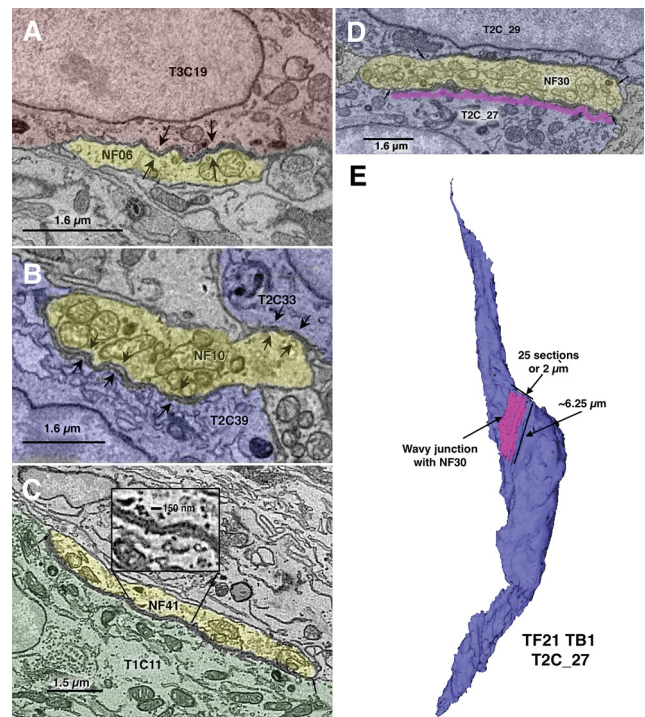 A
T3C19
NF06
1.6 µm
B
T2C33
NF10
T2C39
1.6 µm
C
150 nm
NF41
T1C11
1.5 µm
D
T2C_29
NF30
T2C_27
1.6 µm
E
25 sections
or 2 µm
~6.25 µm
Wavy junction
with NF30
TF21 TB1
T2C_27